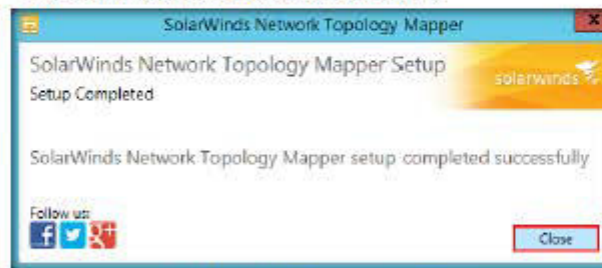 SolarWinds Network Topology Mapper
SolarWinds Network Topology Mapper Setup
solarwinds
Setup Completed
SolarWinds Network Topology Mapper setup completed successfully
Follow us:
Close